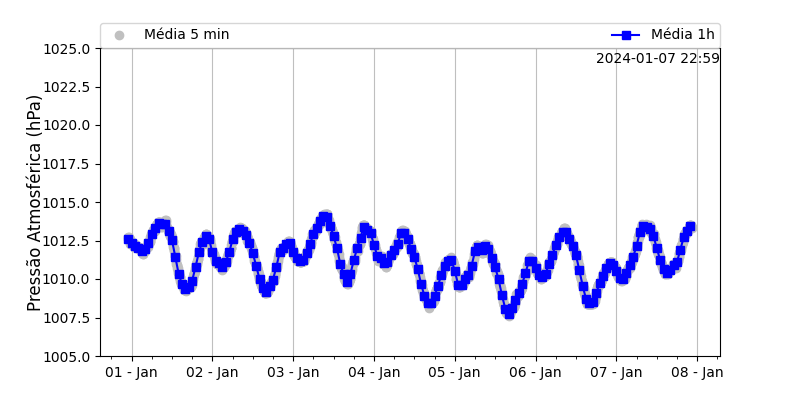 Média 5 min
Média 1h
2024-01-07 22:59
Pressão Atmosférica (hPa)
1025.0
1022.5
1020.0
1017.5
1015.0
1012.5
1010.0
1007.5
1005.0
01 - Jan
02 - Jan
03 - Jan
04 - Jan
05 - Jan
06 - Jan
07 - Jan
08 - Jan